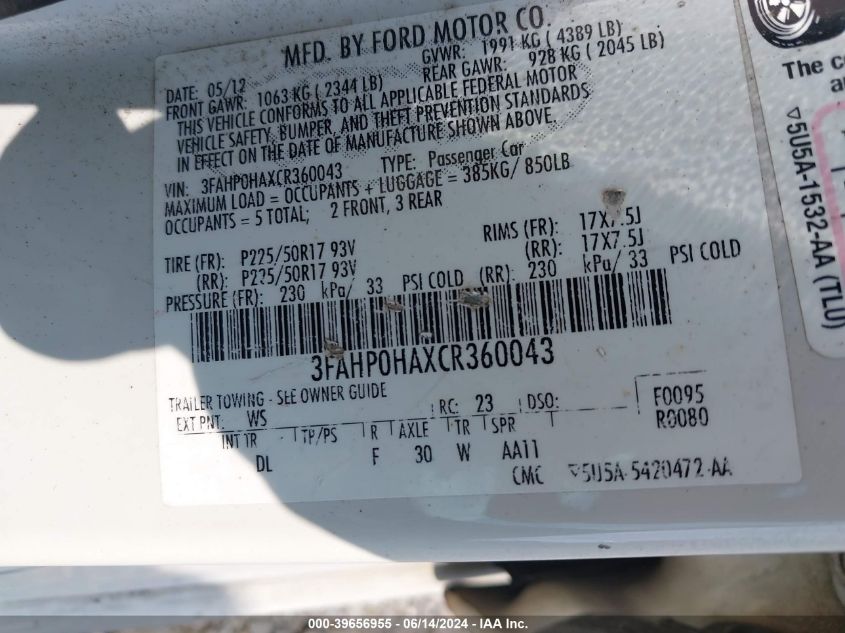 MFD. BY FORD MOTOR CO.
DATE: 05/12 GVWR: 1991 KG ( 4389 LB)
FRONT GAWR: 1063 KG ( 2344 LB) REAR GAWR: 928 KG ( 2045 LB)
THIS VEHICLE CONFORMS TO ALL APPLICABLE FEDERAL MOTOR
VEHICLE SAFETY, BUMPER, AND THEFT PREVENTION STANDARDS
IN EFFECT ON THE DATE OF MANUFACTURE SHOWN ABOVE.
VIN: 3FAHP0HAXCR360043 TYPE: Passenger Car
MAXIMUM LOAD = OCCUPANTS + LUGGAGE = 385KG/ 850LB
OCCUPANTS = 5 TOTAL; 2 FRONT, 3 REAR
TIRE (FR): P225/50R17 93V RIMS (FR): 17X7.5J
(RR): P225/50R17 93V (RR): 17X7.5J
PRESSURE (FR): 230 kPa/ 33 PSI COLD (RR): 230 kPa/ 33 PSI COLD
3FAHP0HAXCR360043
TRAILER TOWING - SEE OWNER GUIDE
EXT PNT: WS RC: 23 DSO: F0095
R0080
INT TR TP/PS R AXLE TR SPR
DL F 30 W AA11
CMC 5U5A-5420472-AA
The co
a
5U5A-1532-AA (TLU)
000-39656955 - 06/14/2024 - IAA Inc.